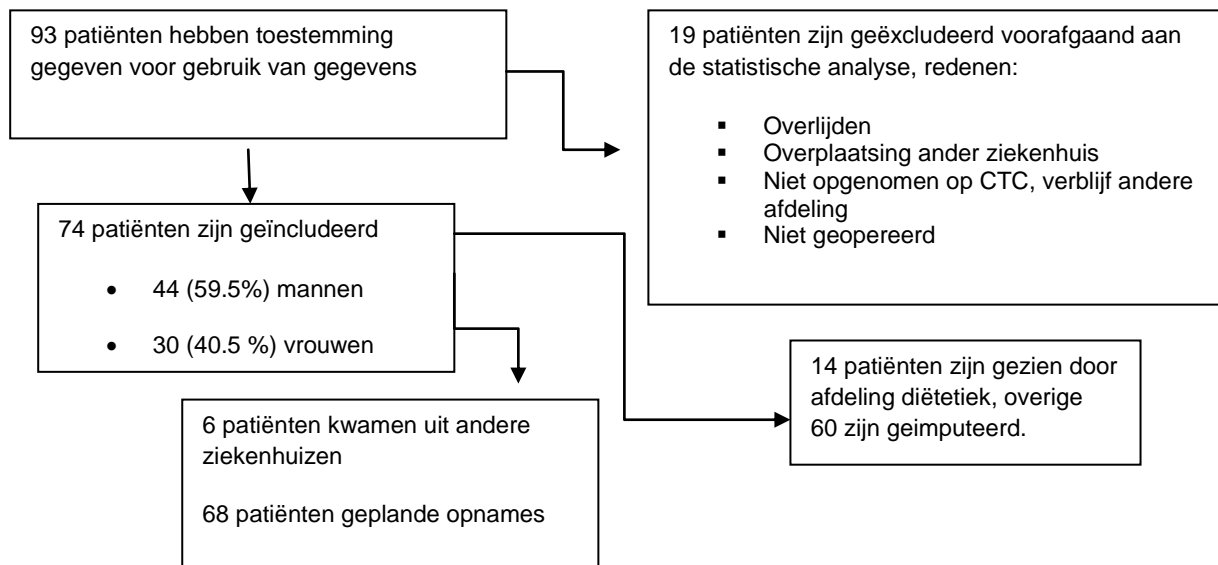 93 patiënten hebben toestemming
gegeven voor gebruik van gegevens
19 patiënten zijn geëxcludeerd voorafgaand aan
de statistische analyse, redenen:
▪ Overlijden
▪ Overplaatsing ander ziekenhuis
▪ Niet opgenomen op CTC, verblijf andere
afdeling
▪ Niet geopereerd
74 patiënten zijn geïncludeerd
• 44 (59.5%) mannen
• 30 (40.5 %) vrouwen
14 patiënten zijn gezien door
afdeling diëtetiek, overige
60 zijn geimputeerd.
6 patiënten kwamen uit andere
ziekenhuizen
68 patiënten geplande opnames